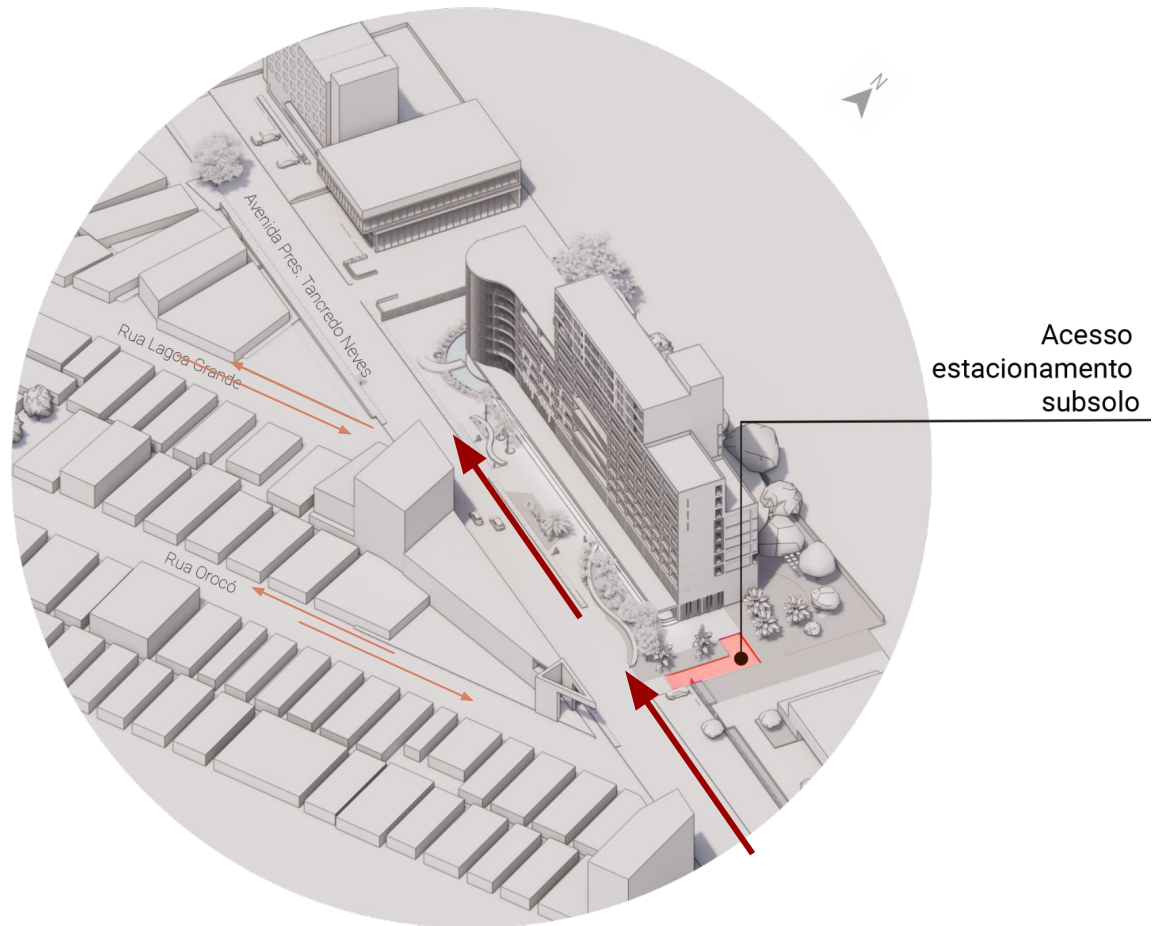 N
Avenida Pres. Tancredo Neves
Rua Lagoa Grande
Acesso
estacionamento
subsolo
Rua Orocó